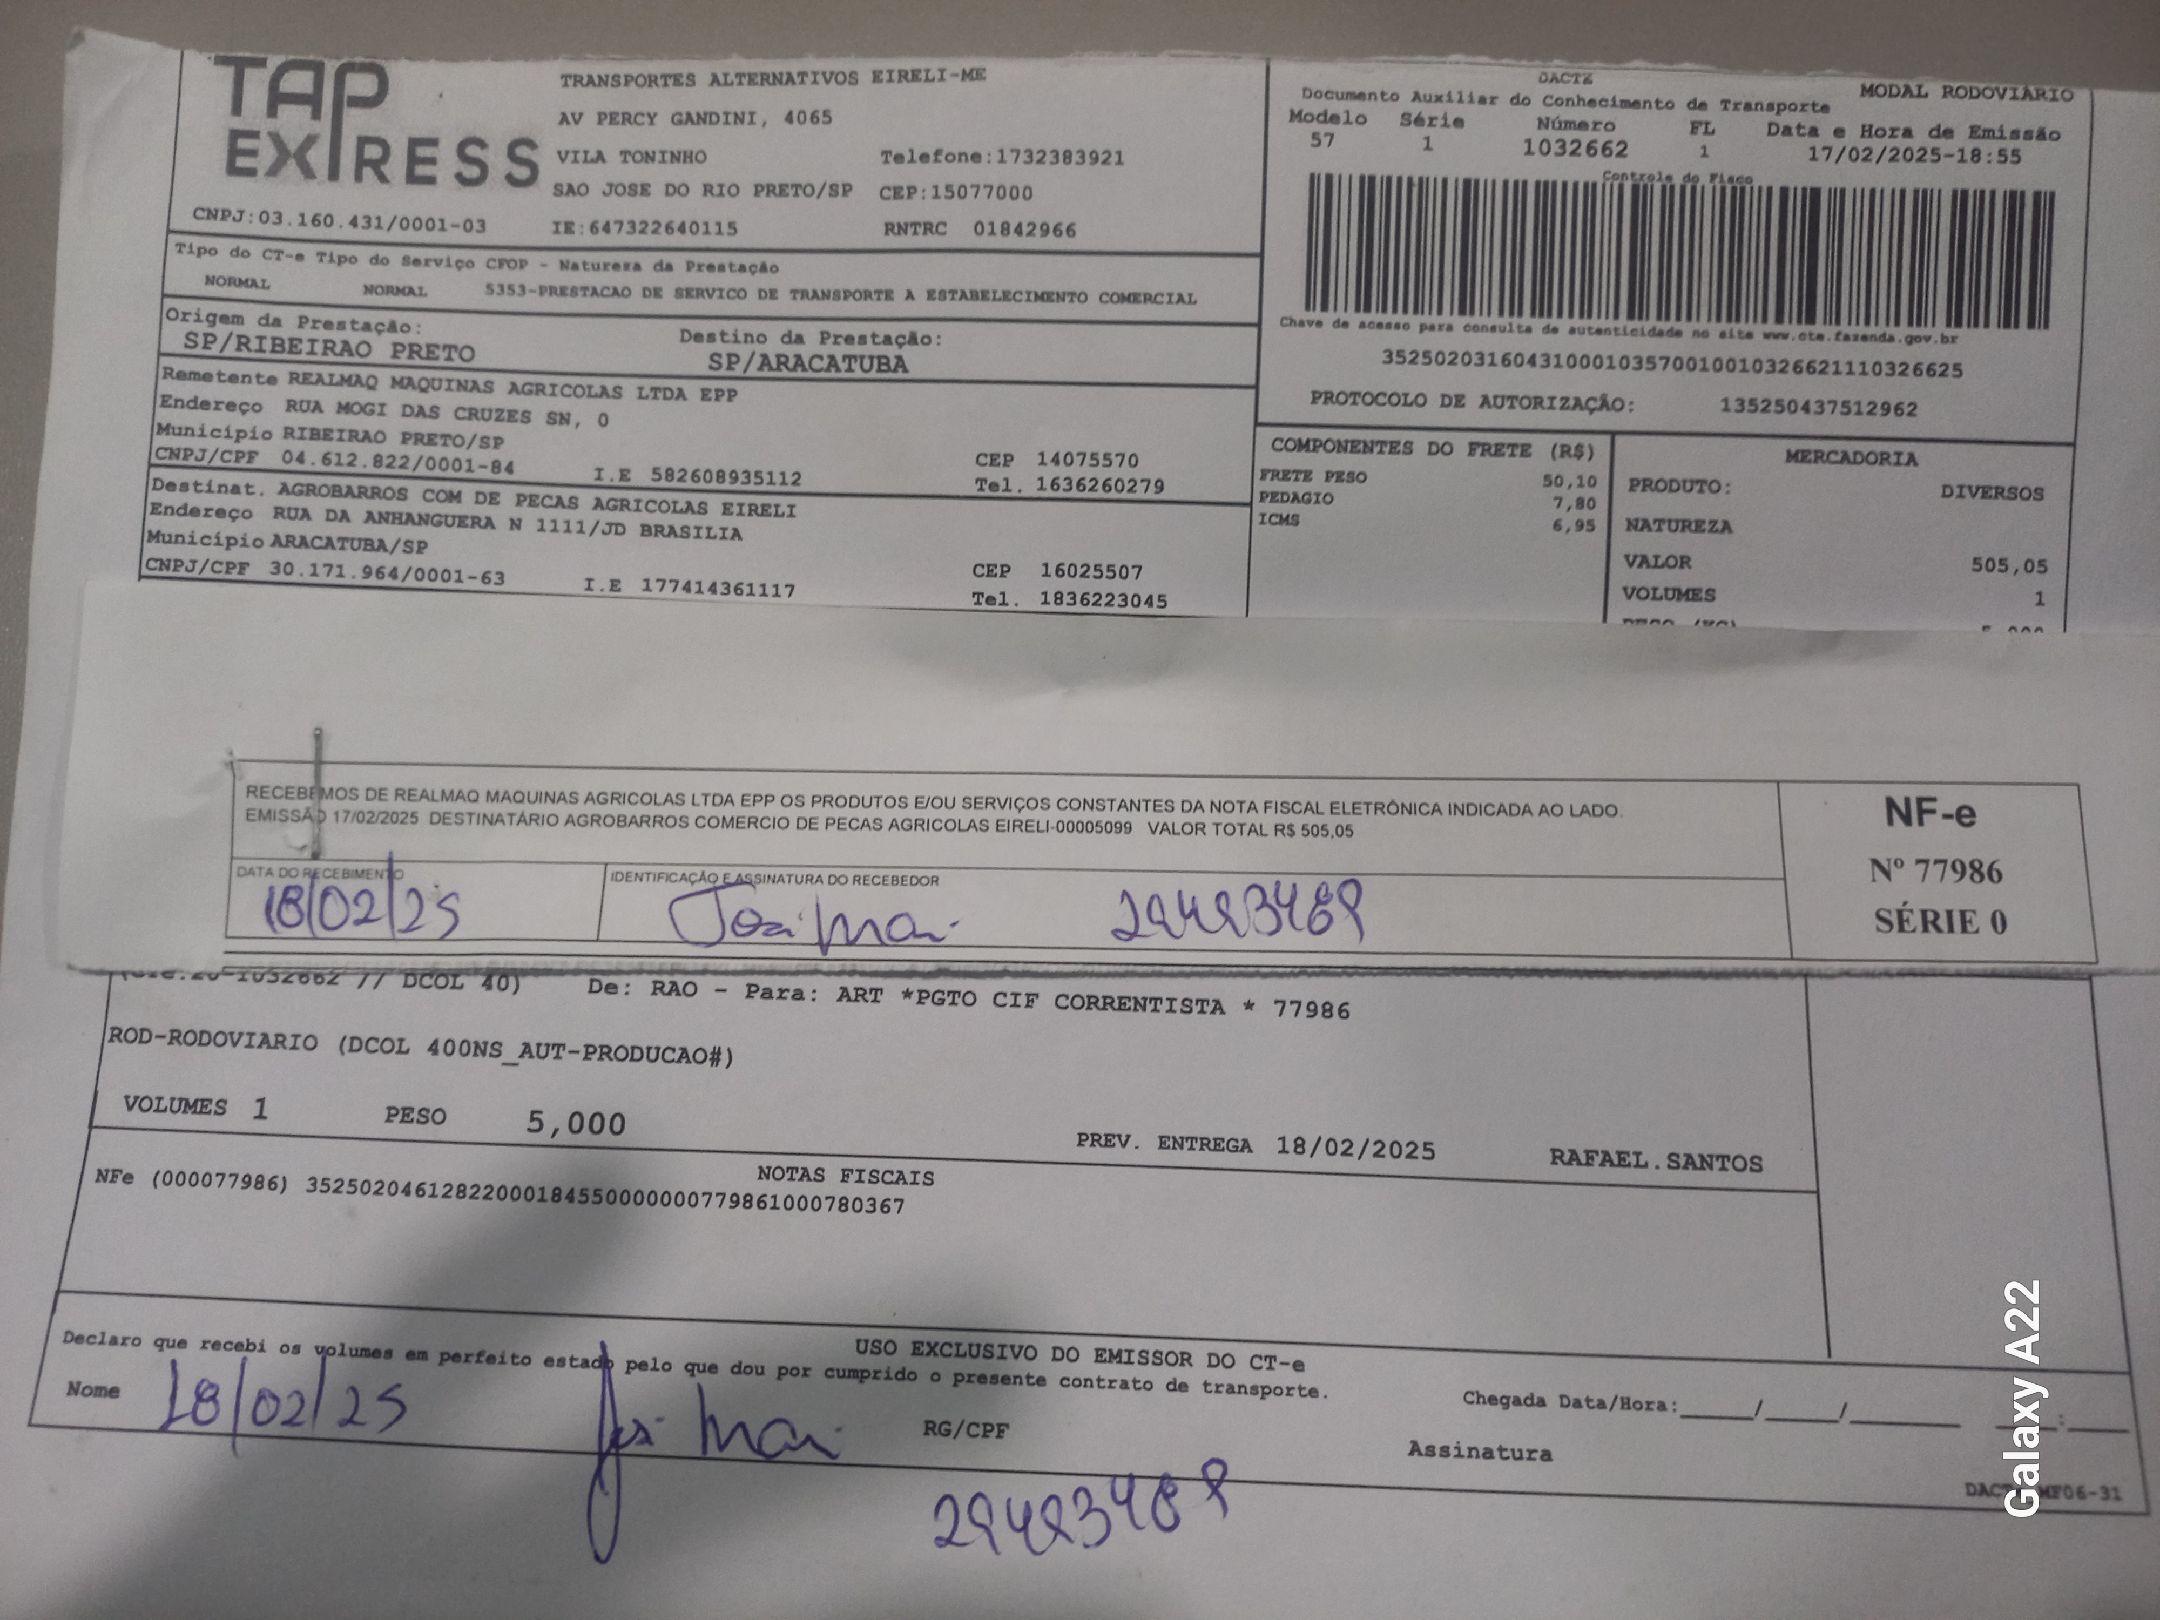 TAP EXPRESS
TRANSPORTES ALTERNATIVOS EIRELI-ME
AV PERCY GANDINI, 4065
VILA TONINHO Telefone:1732383921
SAO JOSE DO RIO PRETO/SP CEP:15077000
CNPJ:03.160.431/0001-03 IE:647322640115 RNTRC 01842966
DACTE
Documento Auxiliar do Conhecimento de Transporte MODAL RODOVIARIO
Modelo Série Número FL Data e Hora de Emissão
57 1 1032662 1 17/02/2025-18:55
Controle do Fisco
Chave de acesso para consulta de autenticidade no site www.cte.fazenda.gov.br
35250203160431000103570010010326621110326625
PROTOCOLO DE AUTORIZAÇÃO: 135250437512962
Tipo do CT-e Tipo do Serviço CFOP - Natureza da Prestação
NORMAL NORMAL 5353-PRESTACAO DE SERVICO DE TRANSPORTE A ESTABELECIMENTO COMERCIAL
Origem da Prestação: Destino da Prestação:
SP/RIBEIRAO PRETO SP/ARACATUBA
Remetente REALMAQ MAQUINAS AGRICOLAS LTDA EPP
Endereço RUA MOGI DAS CRUZES SN, 0
Município RIBEIRAO PRETO/SP CEP 14075570
CNPJ/CPF 04.612.822/0001-84 I.E 582608935112 Tel. 1636260279
Destinat. AGROBARROS COM DE PECAS AGRICOLAS EIRELI
Endereço RUA DA ANHANGUERA N 1111/JD BRASILIA
Município ARACATUBA/SP CEP 16025507
CNPJ/CPF 30.171.964/0001-63 I.E 177414361117 Tel. 1836223045
COMPONENTES DO FRETE (R$)
FRETE PESO 50,10
PEDAGIO 7,80
ICMS 6,95
MERCADORIA
PRODUTO: DIVERSOS
NATUREZA
VALOR 505,05
VOLUMES 1
RECEBEMOS DE REALMAQ MAQUINAS AGRICOLAS LTDA EPP OS PRODUTOS E/OU SERVIÇOS CONSTANTES DA NOTA FISCAL ELETRÔNICA INDICADA AO LADO.
EMISSÃO 17/02/2025 DESTINATÁRIO AGROBARROS COMERCIO DE PECAS AGRICOLAS EIRELI-00005099 VALOR TOTAL R$ 505,05
DATA DO RECEBIMENTO IDENTIFICAÇÃO E ASSINATURA DO RECEBEDOR
18/02/25
NF-e
Nº 77986
SÉRIE 0
1032662 // DCOL 40) De: RAO - Para: ART *PGTO CIF CORRENTISTA * 77986
ROD-RODOVIARIO (DCOL 400NS_AUT-PRODUCAO#)
VOLUMES 1 PESO 5,000 PREV. ENTREGA 18/02/2025 RAFAEL.SANTOS
NOTAS FISCAIS
NFe (000077986) 35250204612822000184550000000779861000780367
USO EXCLUSIVO DO EMISSOR DO CT-e
Declaro que recebi os volumes em perfeito estado pelo que dou por cumprido o presente contrato de transporte.
Nome 18/02/25 RG/CPF
Chegada Data/Hora:_____/_____/________ ___:____
Assinatura
Galaxy A22